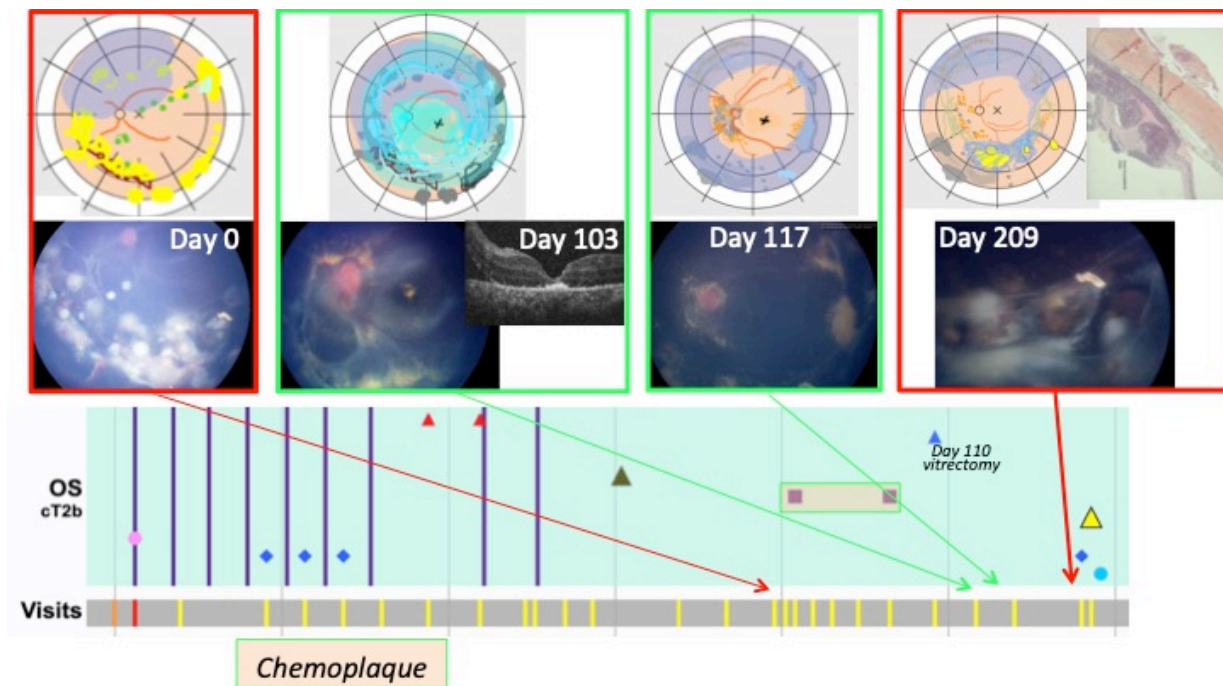 Day 0
Day 103
Day 117
Day 209
Day 110
vitrectomy
OS
cT2b
Visits
Chemoplaque